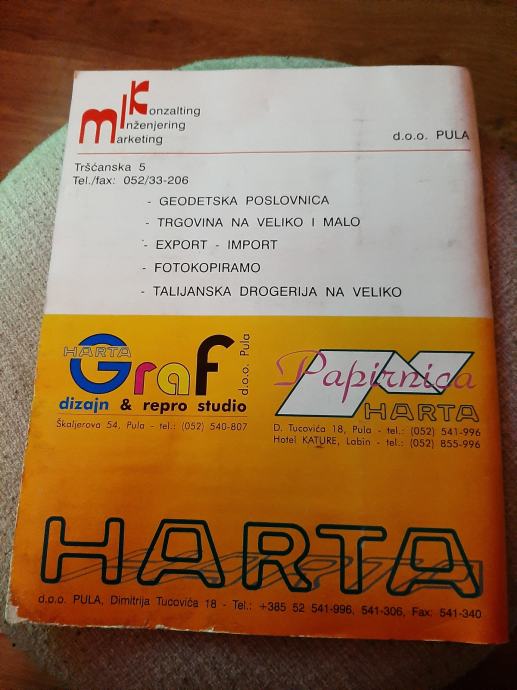 Konzalting
Inženjering
marketing
d.o.o. PULA
Tršćanska 5
Tel./fax: 052/33-206
- GEODETSKA POSLOVNICA
- TRGOVINA NA VELIKO I MALO
- EXPORT - IMPORT
- FOTOKOPIRAMO
- TALIJANSKA DROGERIJA NA VELIKO
HARTA
Graf
d.o.o. Pula
dizajn & repro studio
Škaljerova 54, Pula - tel.: (052) 540-807
Papirnica
HARTA
D. Tucovića 18, Pula - tel.: (052) 541-996
Hotel KATURE, Labin - tel.: (052) 855-996
HARTA
d.o.o. PULA, Dimitrija Tucovića 18 - Tel.: +385 52 541-996, 541-306, Fax: 541-340